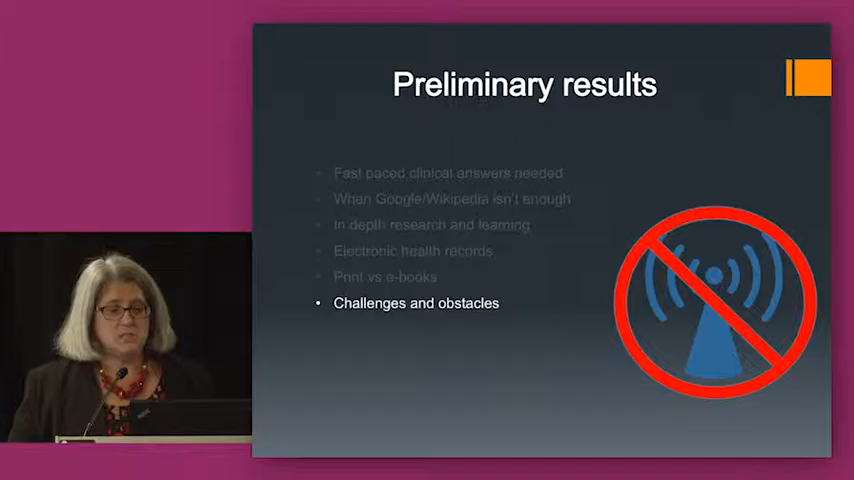 Preliminary results
Fast paced clinical answers needed
When Google/Wikipedia isn't enough
In depth research and learning
Electronic health records
Print vs e-books
Challenges and obstacles